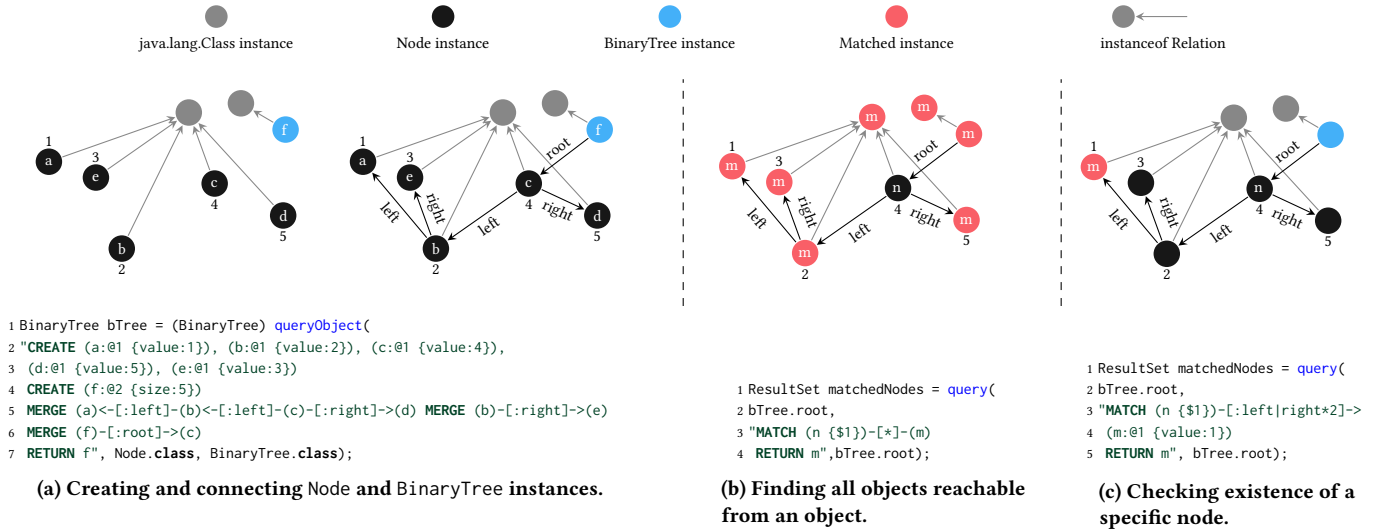 java.lang.Class instance
Node instance
BinaryTree instance
Matched instance
instanceof Relation
1
a
3
e
c
4
d
5
b
2
f
1
a
3
e
c
4
d
5
b
2
f
root
left
right
left
right
m
m
m
1
m
3
m
n
4
m
5
m
2
root
left
right
left
right
1
m
3
n
4
5
2
root
left
right
left
right
1 BinaryTree bTree = (BinaryTree) queryObject(
2 "CREATE (a:@1 {value:1}), (b:@1 {value:2}), (c:@1 {value:4}),
3 (d:@1 {value:5}), (e:@1 {value:3})
4 CREATE (f:@2 {size:5})
5 MERGE (a)<-[:left]-(b)<-[:left]-(c)-[:right]->(d) MERGE (b)-[:right]->(e)
6 MERGE (f)-[:root]->(c)
7 RETURN f", Node.class, BinaryTree.class);
(a) Creating and connecting Node and BinaryTree instances.
1 ResultSet matchedNodes = query(
2 bTree.root,
3 "MATCH (n {$1})-[*]-(m)
4 RETURN m",bTree.root);
(b) Finding all objects reachable
from an object.
1 ResultSet matchedNodes = query(
2 bTree.root,
3 "MATCH (n {$1})-[:left|right*2]->
4 (m:@1 {value:1})
5 RETURN m", bTree.root);
(c) Checking existence of a
specific node.